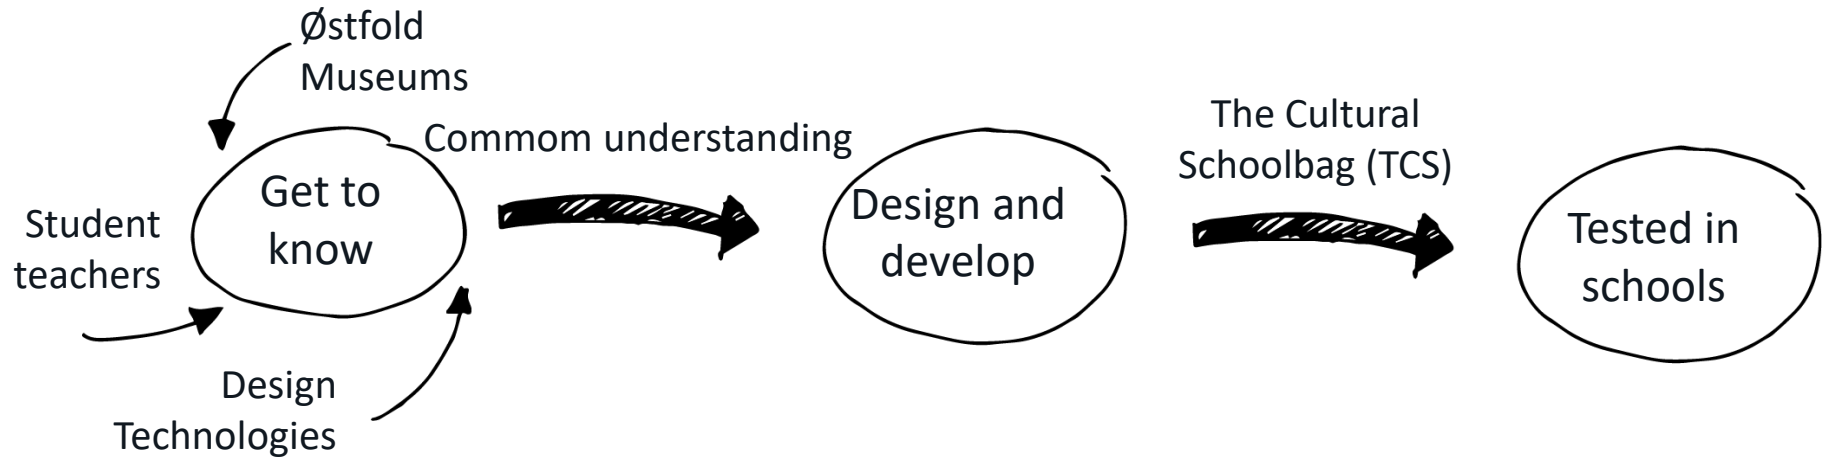 Østfold
Museums
Student
teachers
Design
Technologies
Get to
know
Commom understanding
Design and
develop
The Cultural
Schoolbag (TCS)
Tested in
schools